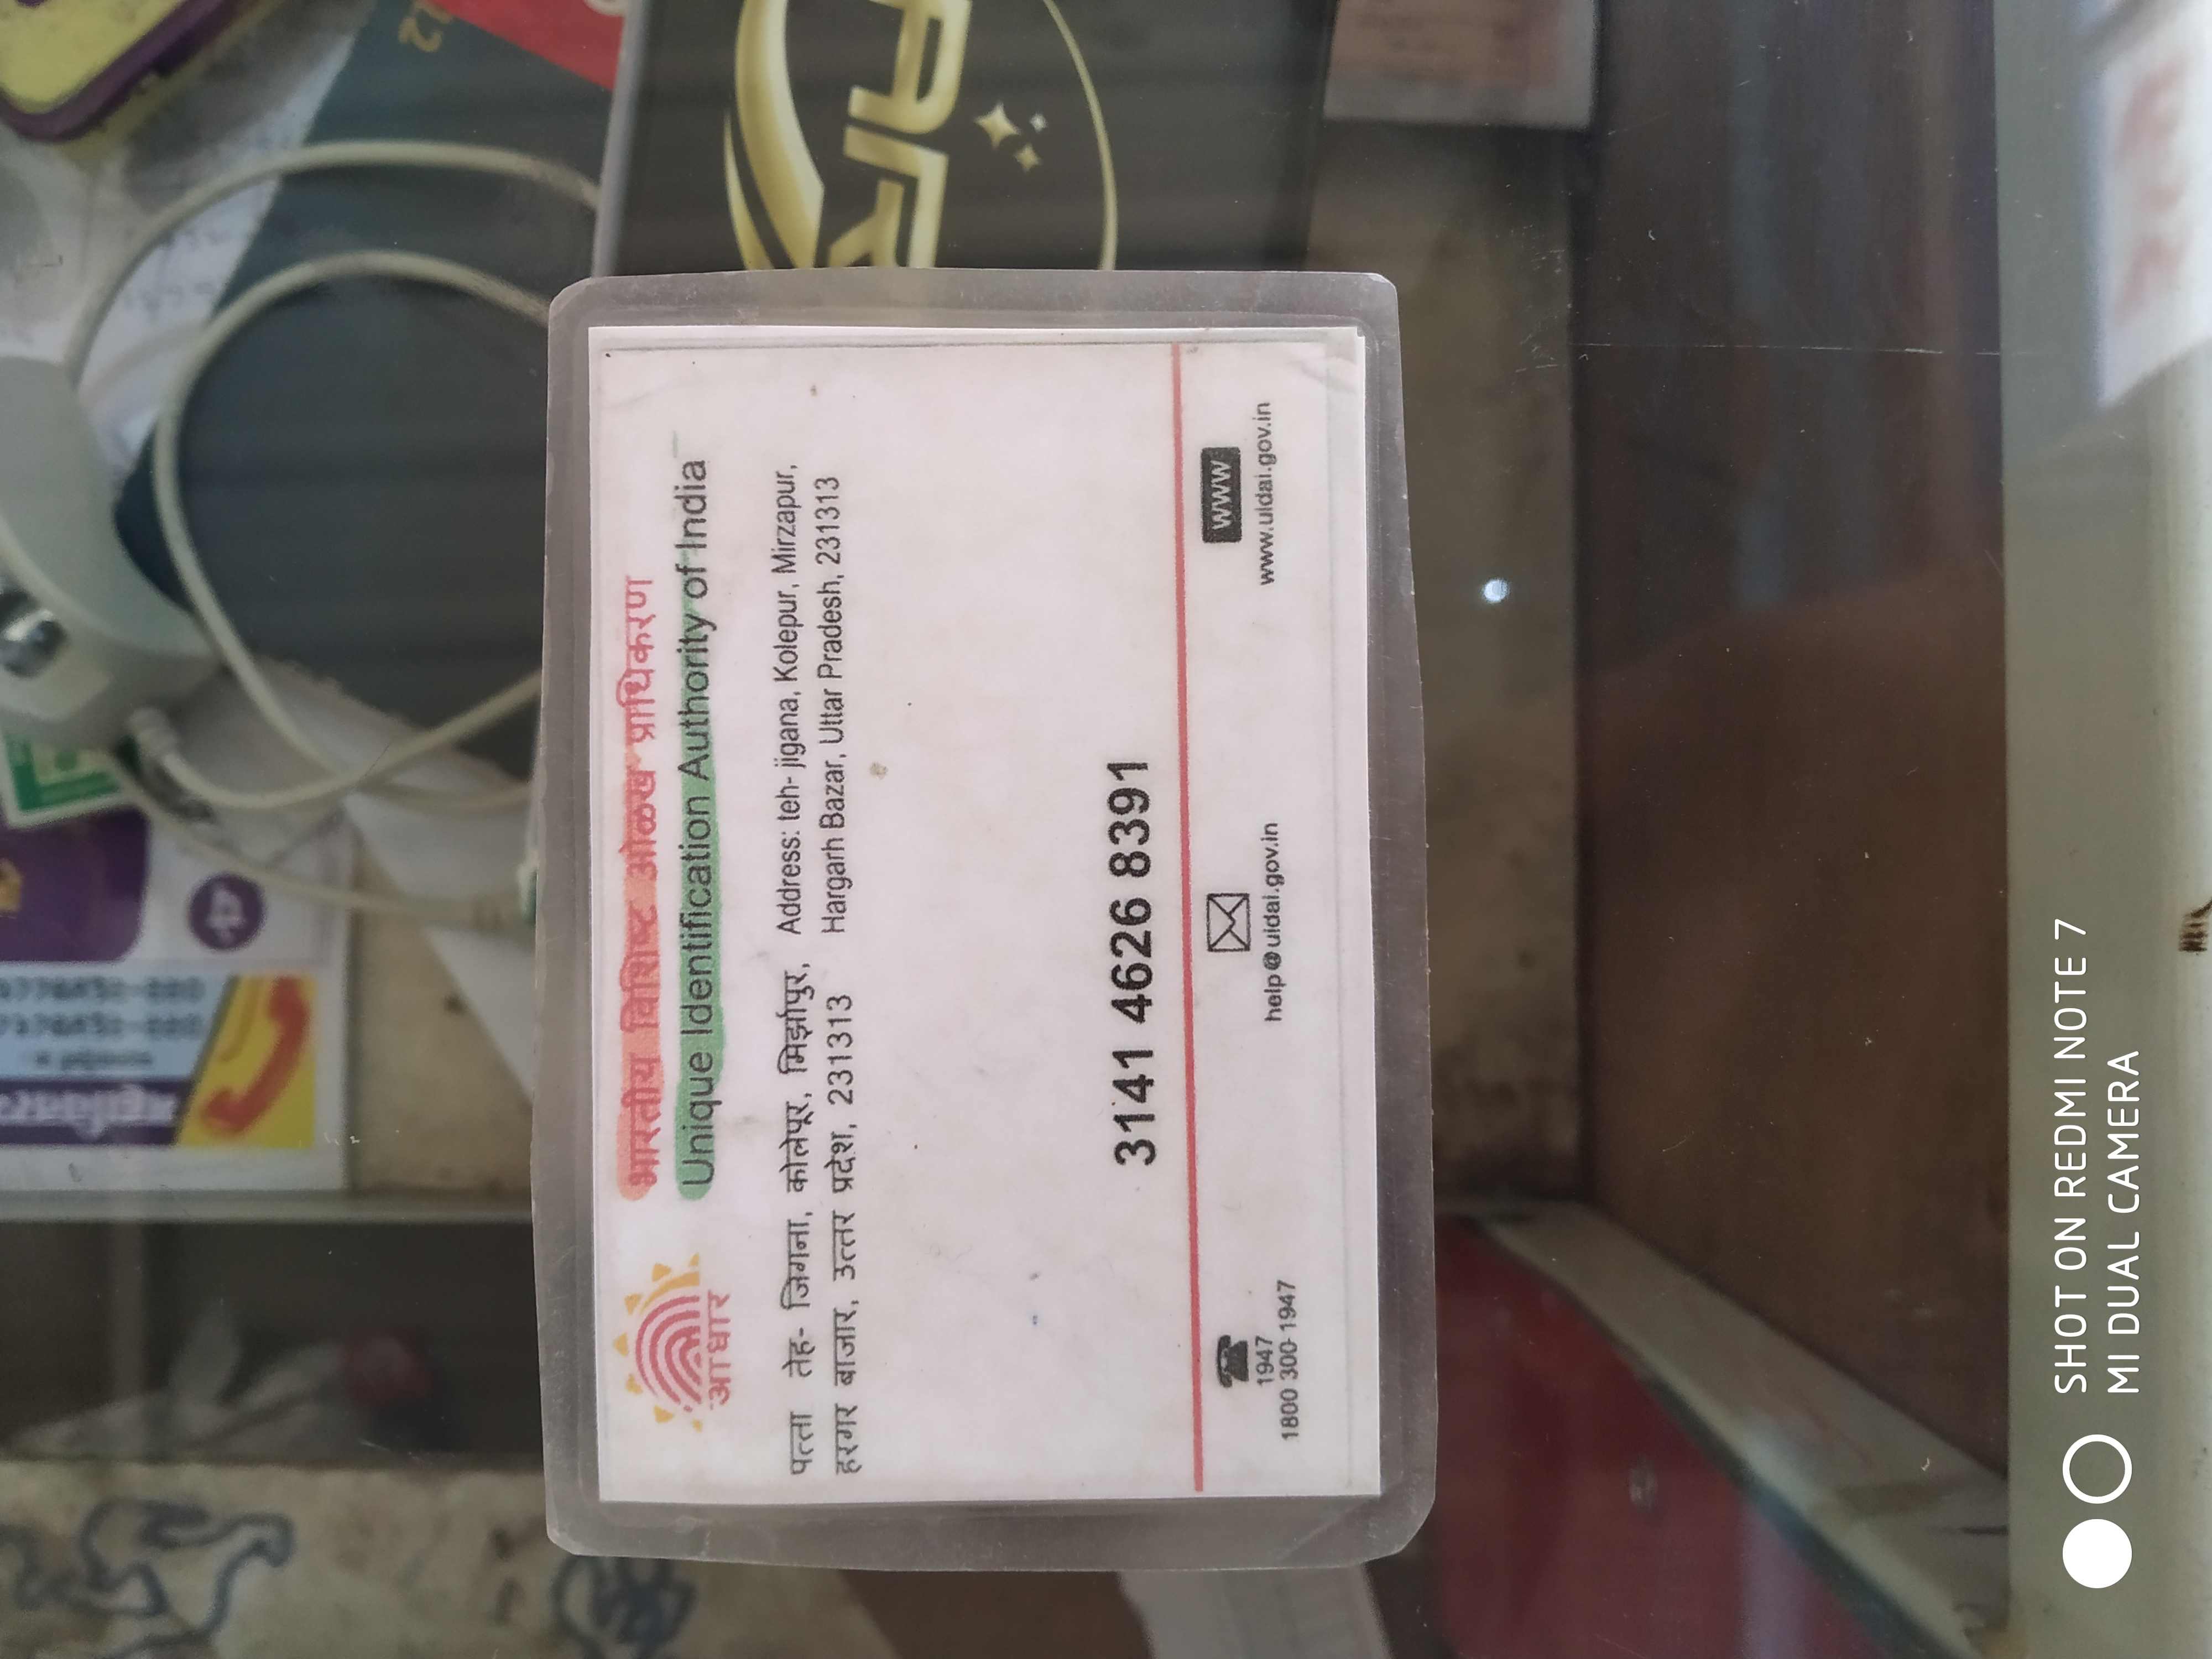 भारतीय विशिष्ट ओळख प्राधिकरण
Unique Identification Authority of India
आधार
पत्ता तेह- जिगना, कोलेपूर, मिर्झापुर,
हरगर बाजार, उत्तर प्रदेश, 231313
Address: teh- jigana, Kolepur, Mirzapur,
Hargarh Bazar, Uttar Pradesh, 231313
3141 4626 8391
1947
1800 300-1947
help@uidai.gov.in
www
www.uidai.gov.in
AR
SHOT ON REDMI NOTE 7
MI DUAL CAMERA